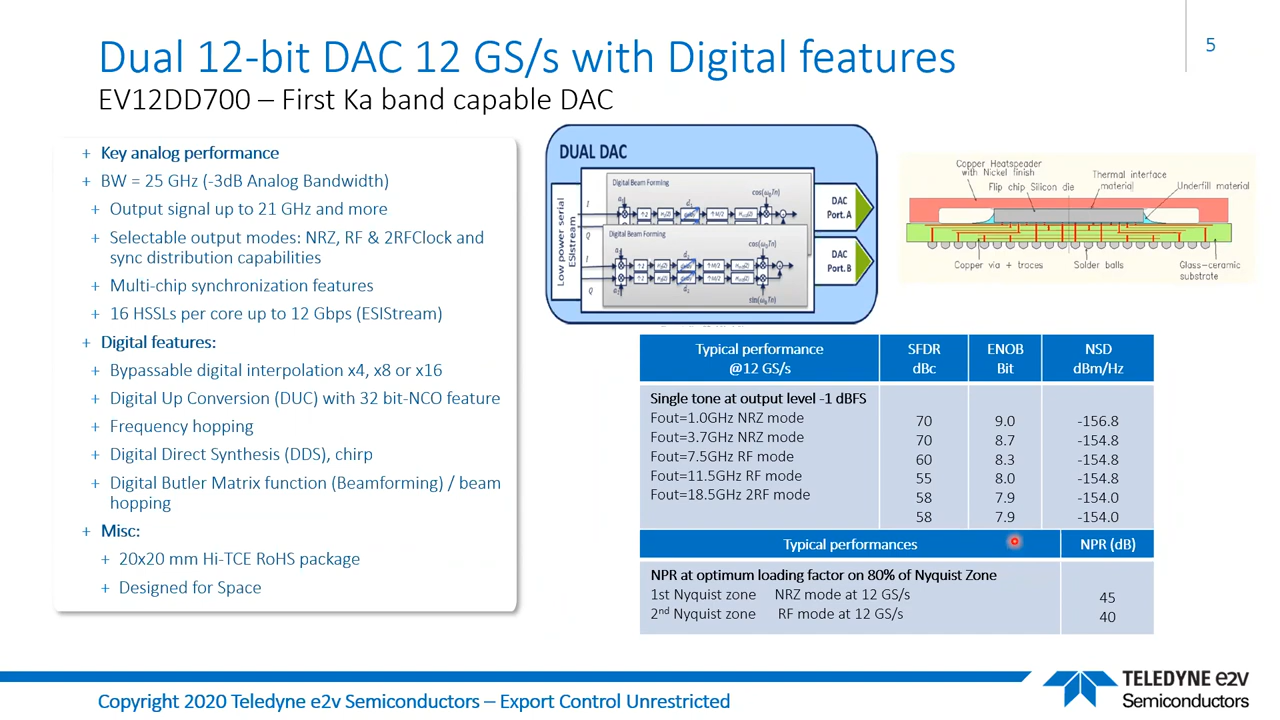 Dual 12-bit DAC 12 GS/s with Digital features
5
EV12DD700 – First Ka band capable DAC
+ Key analog performance
+ BW = 25 GHz (-3dB Analog Bandwidth)
+ Output signal up to 21 GHz and more
+ Selectable output modes: NRZ, RF & 2RFClock and
sync distribution capabilities
+ Multi-chip synchronization features
+ 16 HSSLs per core up to 12 Gbps (ESIStream)
+ Digital features:
+ Bypassable digital interpolation x4, x8 or x16
+ Digital Up Conversion (DUC) with 32 bit-NCO feature
+ Frequency hopping
+ Digital Direct Synthesis (DDS), chirp
+ Digital Butler Matrix function (Beamforming) / beam
hopping
+ Misc:
+ 20x20 mm Hi-TCE RoHS package
+ Designed for Space
DUAL DAC
Low power serial
ESIstream
Digital Beam Forming
cos(ω₀Tn)
I
Q
Digital Beam Forming
cos(ω₀Tn)
I
Q
sin(ω₀Tn)
DAC
Port. A
DAC
Port. B
Copper Heatspeader
with Nickel finish
Flip chip Silicon die
Thermal interface
material
Underfill material
Copper via + traces
Solder balls
Glass-ceramic
substrate
Typical performance
@12 GS/s
SFDR
dBc
ENOB
Bit
NSD
dBm/Hz
Single tone at output level -1 dBFS
Fout=1.0GHz NRZ mode
Fout=3.7GHz NRZ mode
Fout=7.5GHz RF mode
Fout=11.5GHz RF mode
Fout=18.5GHz 2RF mode
70 9.0 -156.8
70 8.7 -154.8
60 8.3 -154.8
55 8.0 -154.8
58 7.9 -154.0
58 7.9 -154.0
Typical performances NPR (dB)
NPR at optimum loading factor on 80% of Nyquist Zone
1st Nyquist zone NRZ mode at 12 GS/s 45
2nd Nyquist zone RF mode at 12 GS/s 40
Copyright 2020 Teledyne e2v Semiconductors – Export Control Unrestricted
TELEDYNE e2v
Semiconductors